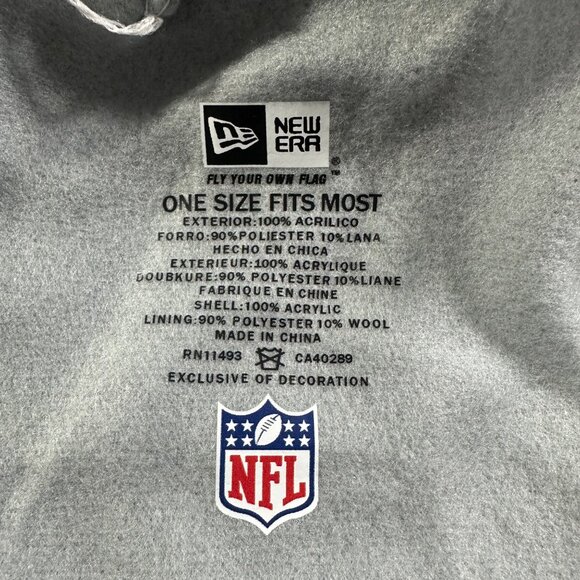 NEW
ERA
®
FLY YOUR OWN FLAG™
ONE SIZE FITS MOST
EXTERIOR:100% ACRILICO
FORRO:90%POLIESTER 10%LANA
HECHO EN CHICA
EXTERIEUR:100% ACRYLIQUE
DOUBKURE:90% POLYESTER 10%LIANE
FABRIQUE EN CHINE
SHELL:100% ACRYLIC
LINING:90% POLYESTER 10% WOOL
MADE IN CHINA
RN11493 CA40289
EXCLUSIVE OF DECORATION
NFL